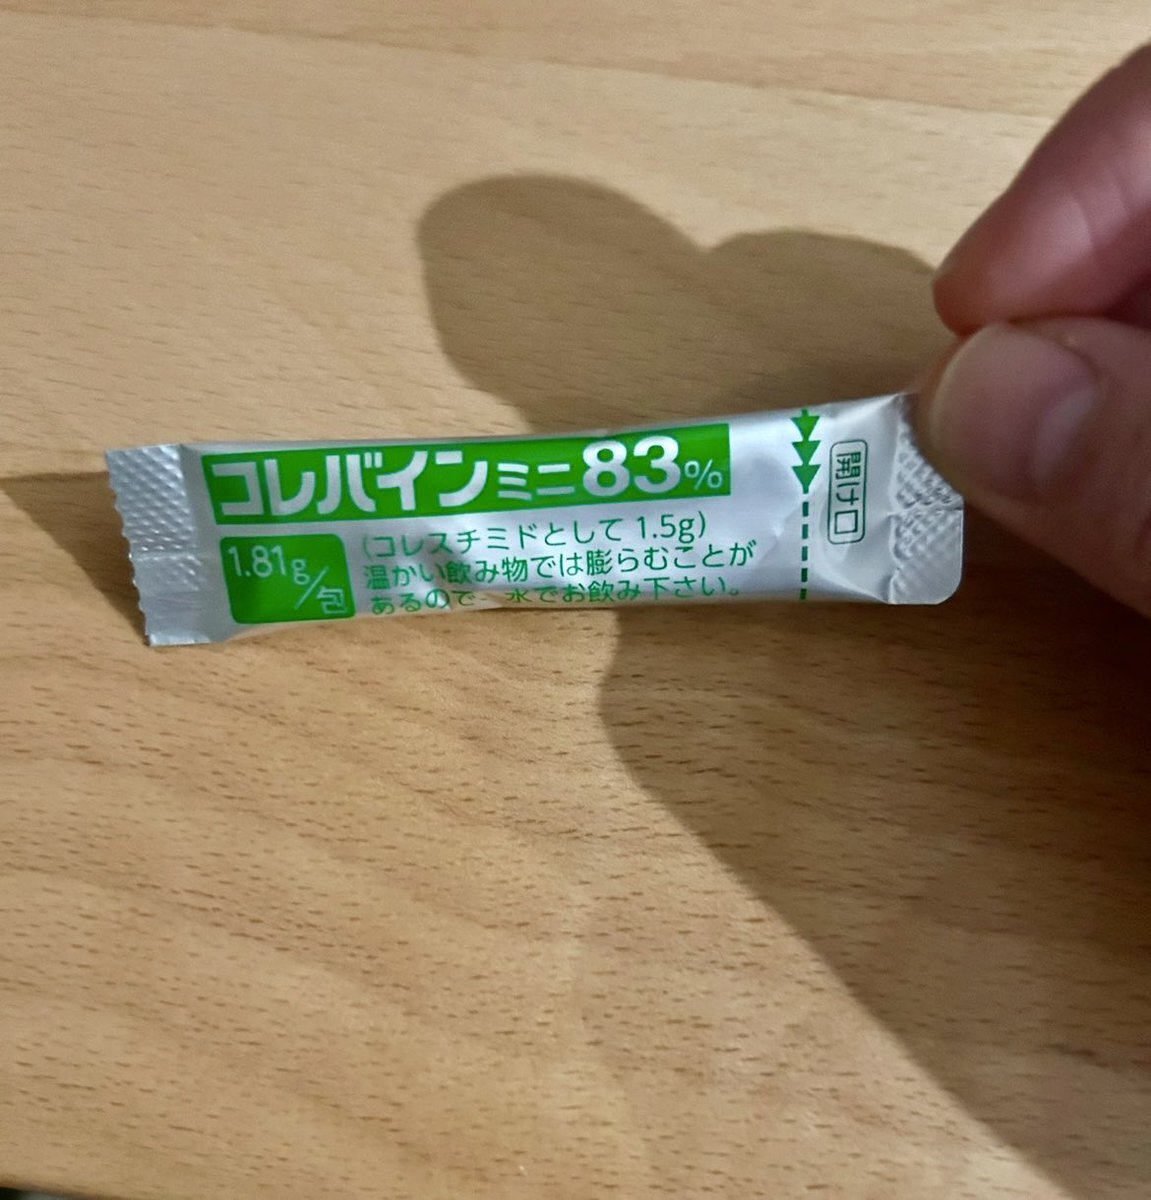 コレバインミニ83%
1.81g/包
(コレスチミドとして 1.5g)
温かい飲み物では膨らむことが
あるので、水でお飲み下さい。
開け口